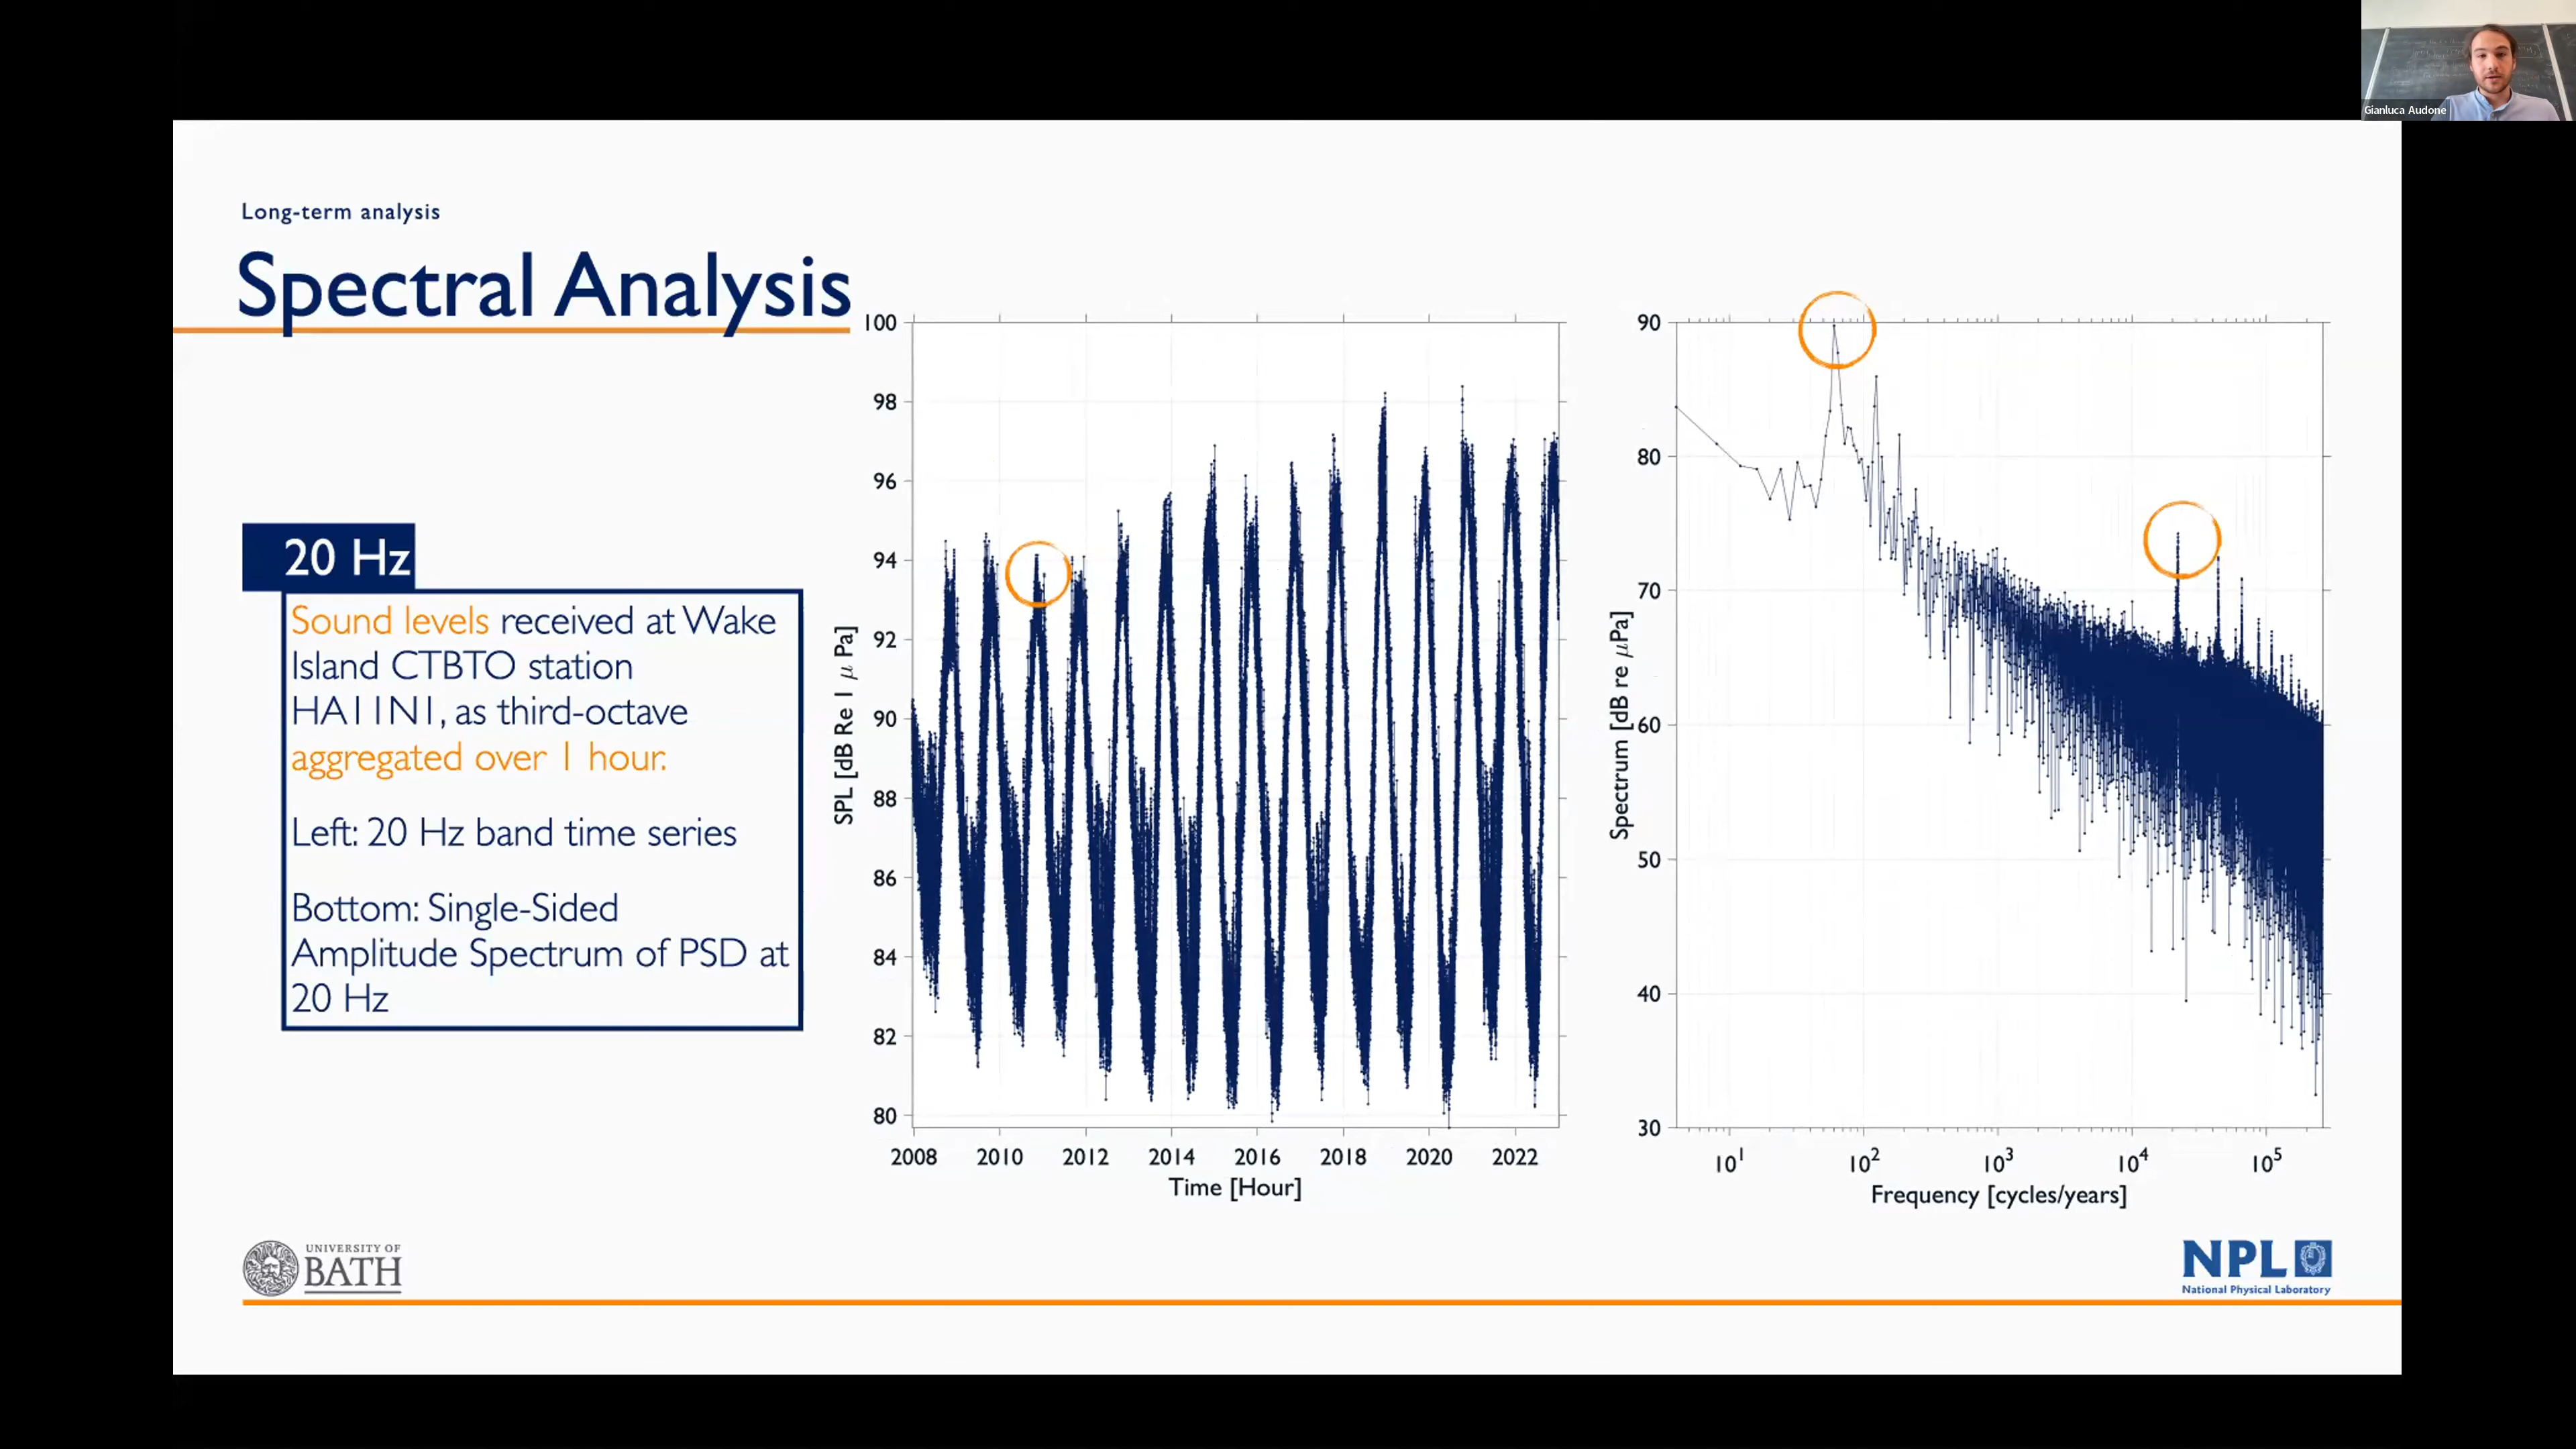 Gianluca Audone
Long-term analysis
Spectral Analysis
20 Hz
Sound levels received at Wake
Island CTBTO station
HA11N1, as third-octave
aggregated over 1 hour.
Left: 20 Hz band time series
Bottom: Single-Sided
Amplitude Spectrum of PSD at
20 Hz
100
98
96
94
92
90
88
86
84
82
80
SPL [dB Re 1 μ Pa]
2008 2010 2012 2014 2016 2018 2020 2022
Time [Hour]
90
80
70
60
50
40
30
Spectrum [dB re μPa]
10¹ 10² 10³ 10⁴ 10⁵
Frequency [cycles/years]
UNIVERSITY OF
BATH
NPL
National Physical Laboratory